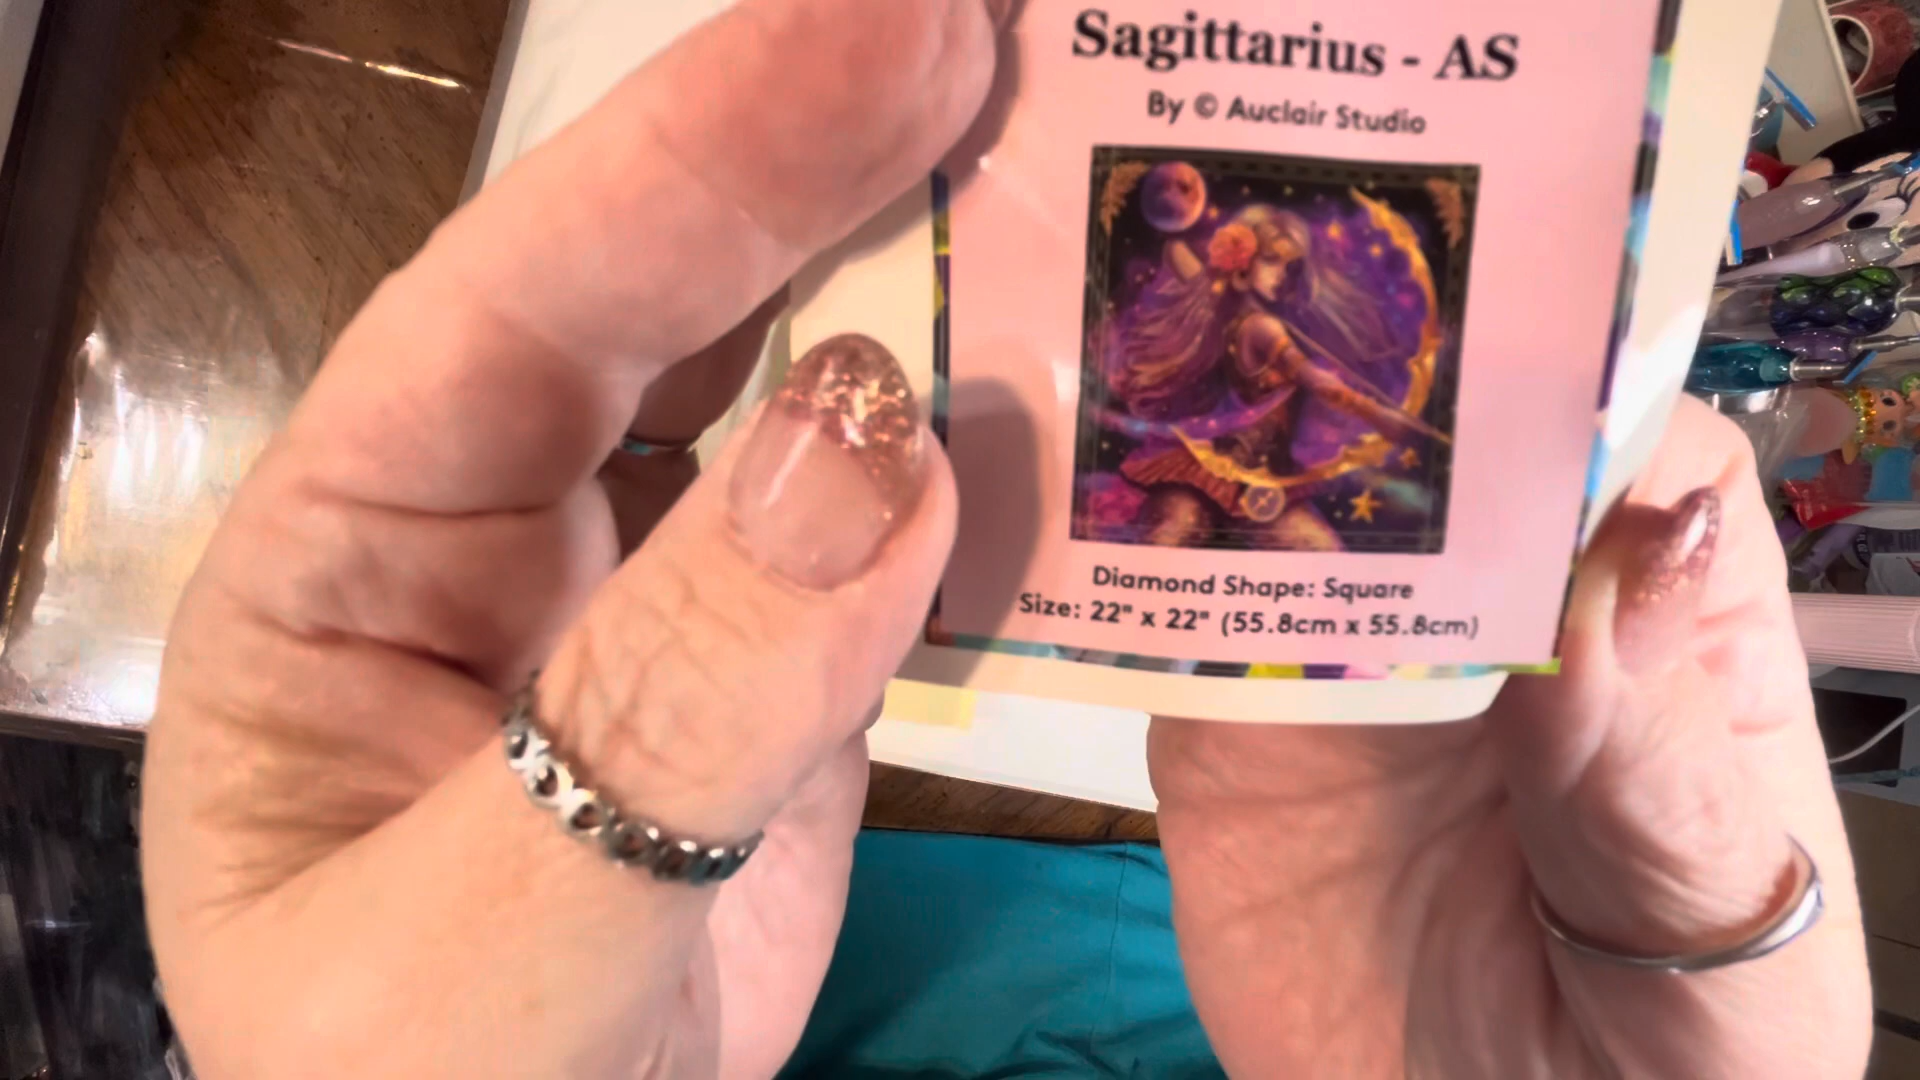 Sagittarius - AS
By © Auclair Studio
Diamond Shape: Square
Size: 22" x 22" (55.8cm x 55.8cm)